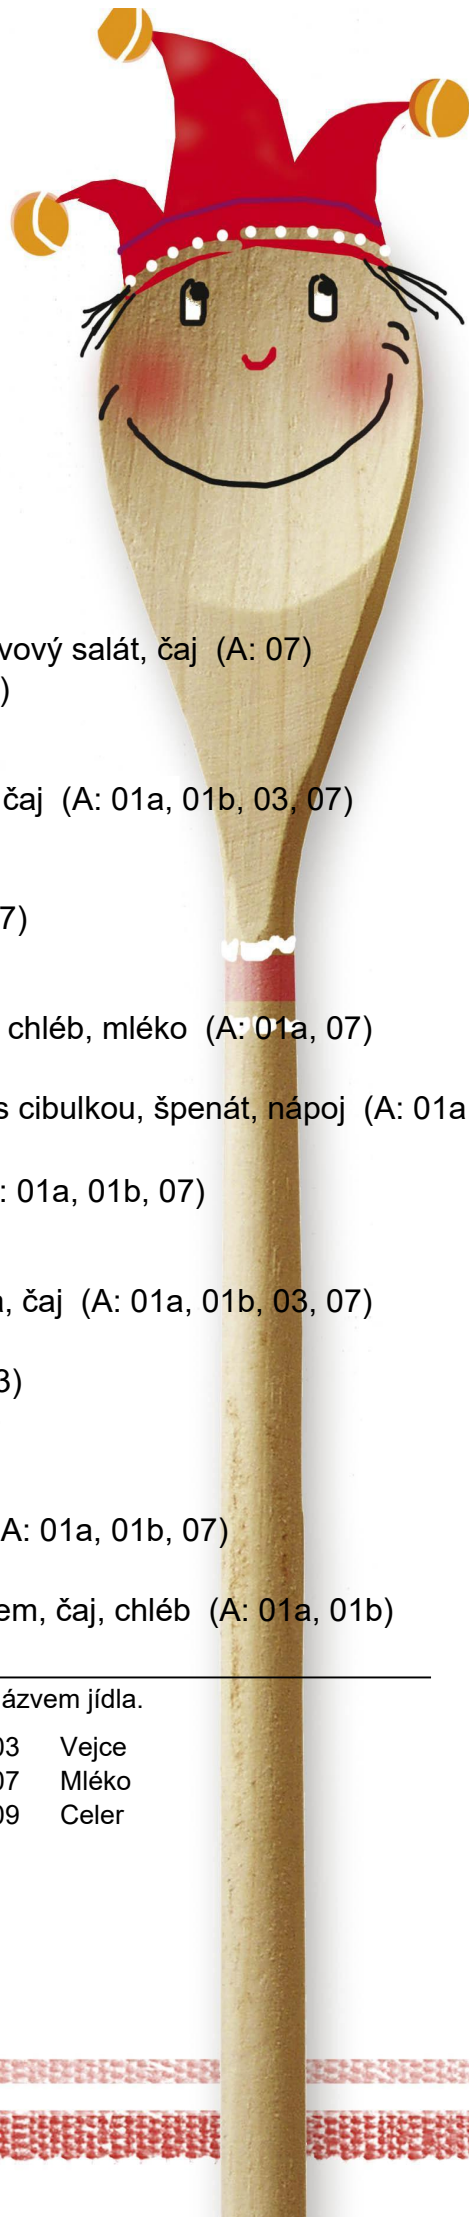 vový salát, čaj (A: 07)
)
čaj (A: 01a, 01b, 03, 07)
7)
chléb, mléko (A: 01a, 07)
s cibulkou, špenát, nápoj (A: 01a
: 01a, 01b, 07)
, čaj (A: 01a, 01b, 03, 07)
3)
A: 01a, 01b, 07)
em, čaj, chléb (A: 01a, 01b)
ázvem jídla.
03 Vejce
07 Mléko
09 Celer